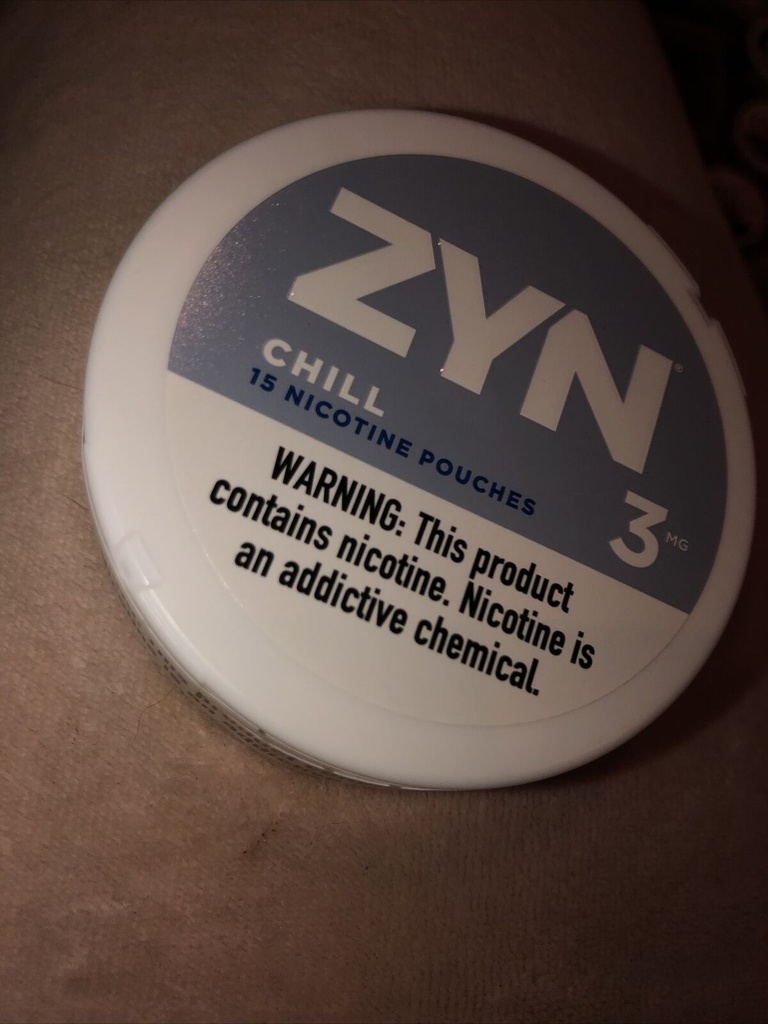 ZYN®
CHILL
15 NICOTINE POUCHES
3 MG
WARNING: This product
contains nicotine. Nicotine is
an addictive chemical.